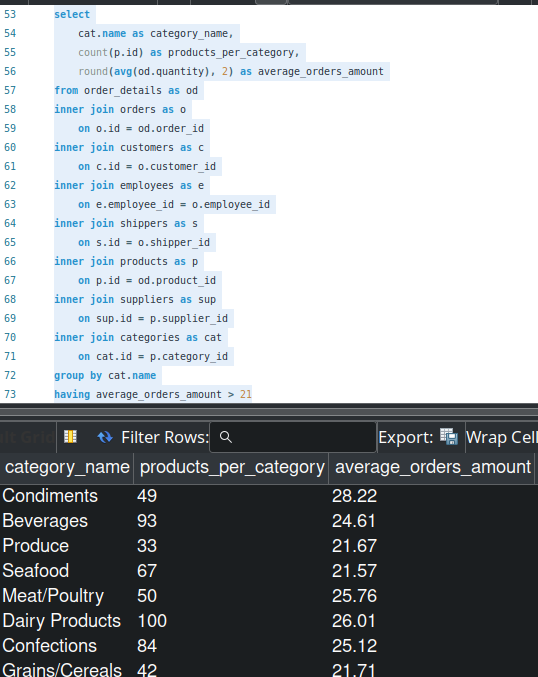 53 select
54 cat.name as category_name,
55 count(p.id) as products_per_category,
56 round(avg(od.quantity), 2) as average_orders_amount
57 from order_details as od
58 inner join orders as o
59 on o.id = od.order_id
60 inner join customers as c
61 on c.id = o.customer_id
62 inner join employees as e
63 on e.employee_id = o.employee_id
64 inner join shippers as s
65 on s.id = o.shipper_id
66 inner join products as p
67 on p.id = od.product_id
68 inner join suppliers as sup
69 on sup.id = p.supplier_id
70 inner join categories as cat
71 on cat.id = p.category_id
72 group by cat.name
73 having average_orders_amount > 21
Grid Filter Rows: Export: Wrap Cell
category_name products_per_category average_orders_amount
Condiments 49 28.22
Beverages 93 24.61
Produce 33 21.67
Seafood 67 21.57
Meat/Poultry 50 25.76
Dairy Products 100 26.01
Confections 84 25.12
Grains/Cereals 42 21.71